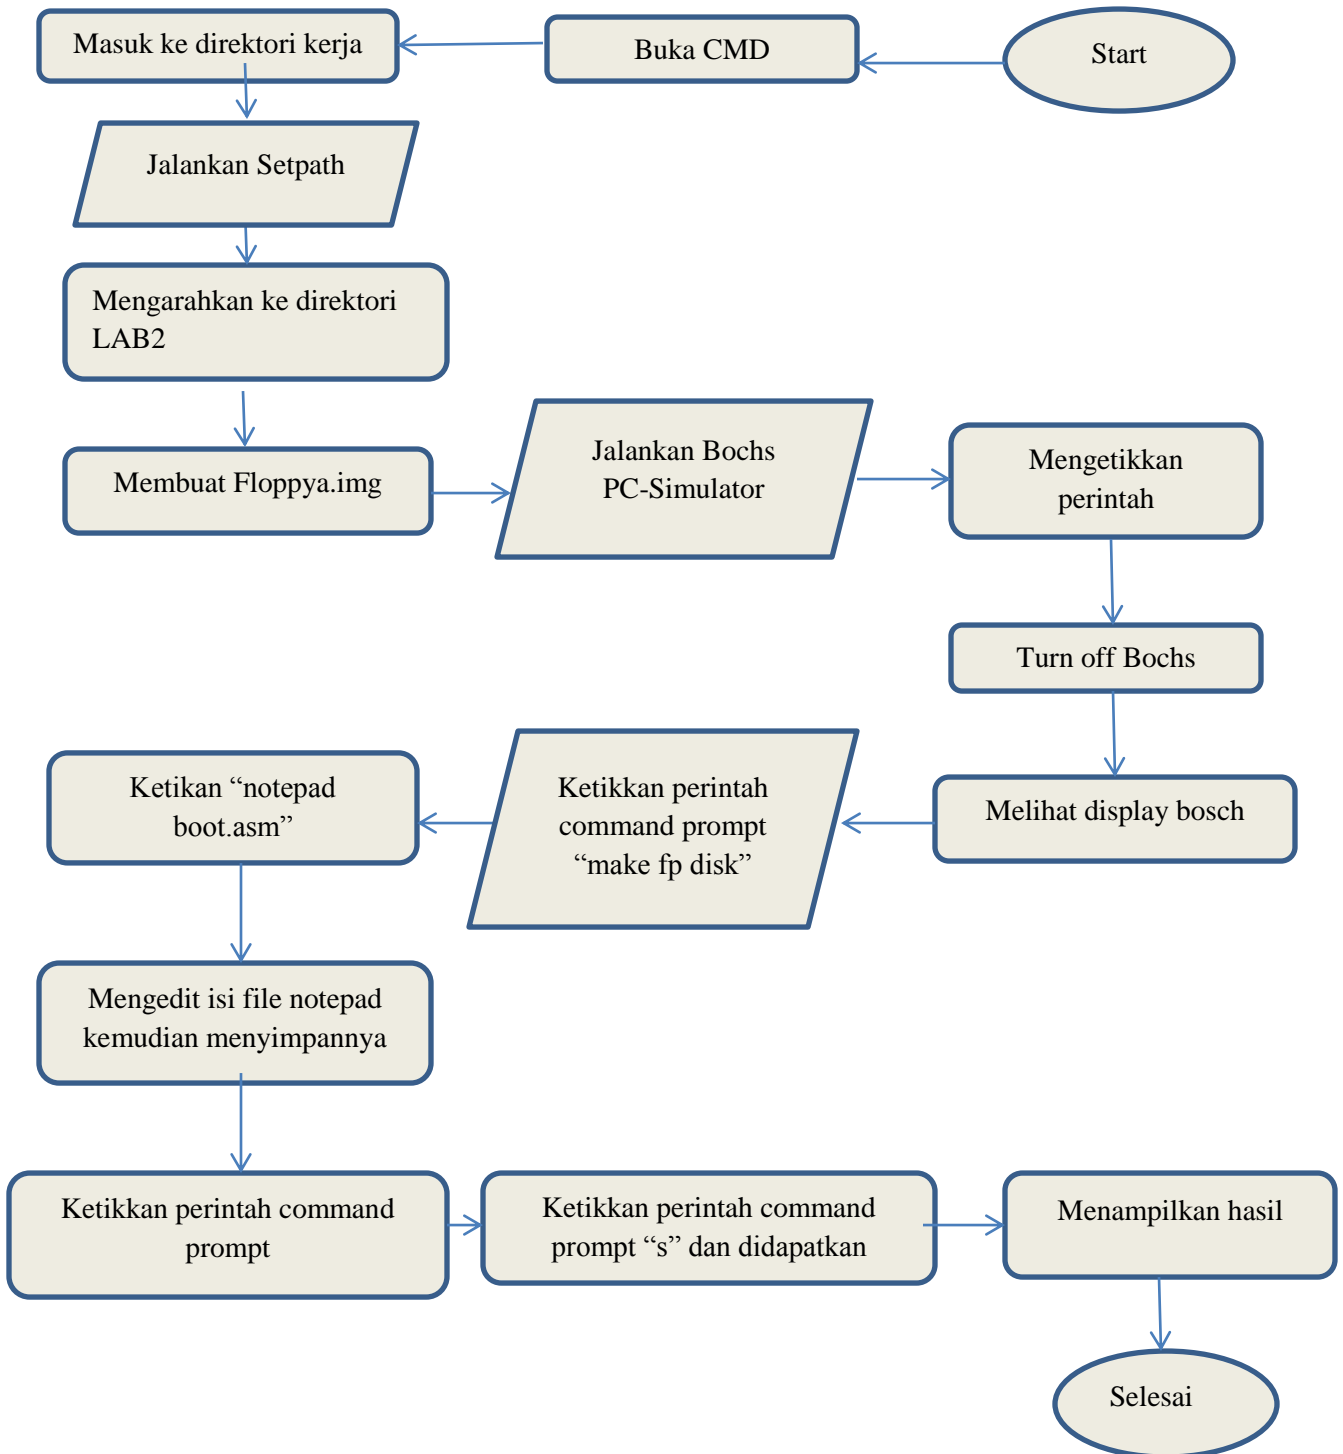 Start
Buka CMD
Masuk ke direktori kerja
Jalankan Setpath
Mengarahkan ke direktori
LAB2
Membuat Floppya.img
Jalankan Bochs
PC-Simulator
Mengetikkan
perintah
Turn off Bochs
Melihat display bosch
Ketikkan perintah
command prompt
“make fp disk”
Ketikan “notepad
boot.asm”
Mengedit isi file notepad
kemudian menyimpannya
Ketikkan perintah command
prompt
Ketikkan perintah command
prompt “s” dan didapatkan
Menampilkan hasil
Selesai